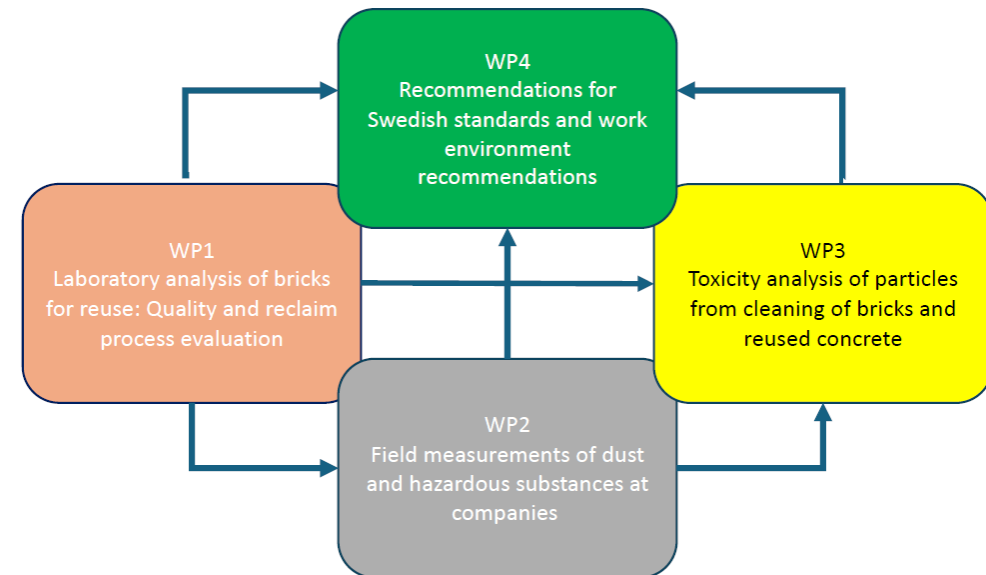 WP4
Recommendations for
Swedish standards and work
environment
recommendations
WP1
Laboratory analysis of bricks
for reuse: Quality and reclaim
process evaluation
WP3
Toxicity analysis of particles
from cleaning of bricks and
reused concrete
WP2
Field measurements of dust
and hazardous substances at
companies